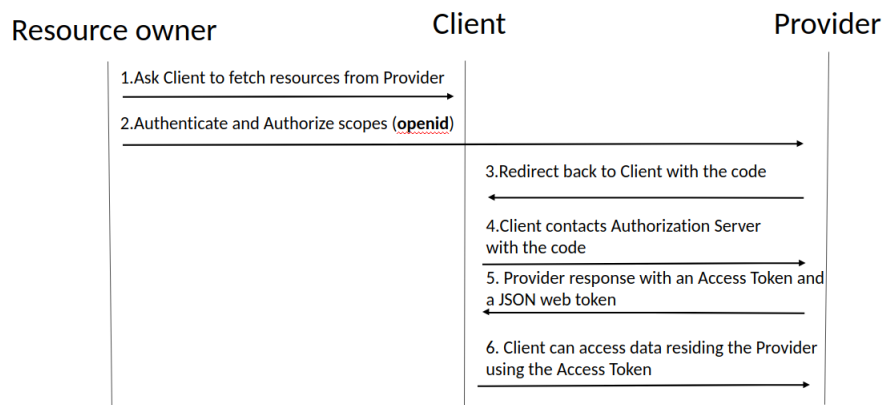 Resource owner
Client
Provider
1.Ask Client to fetch resources from Provider
2.Authenticate and Authorize scopes (openid)
3.Redirect back to Client with the code
4.Client contacts Authorization Server
with the code
5. Provider response with an Access Token and
a JSON web token
6. Client can access data residing the Provider
using the Access Token